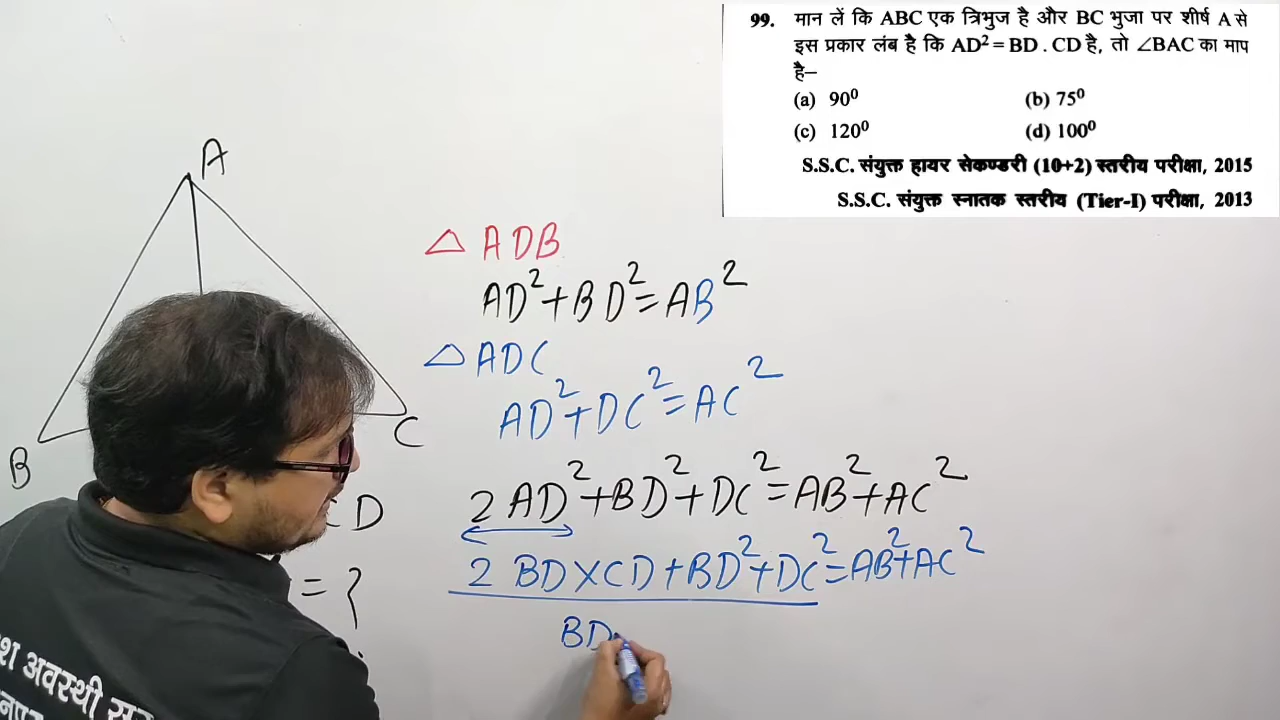 99. मान लें कि ABC एक त्रिभुज है और BC भुजा पर शीर्ष A से
इस प्रकार लंब है कि AD² = BD . CD है, तो ∠BAC का माप
है–
(a) 90⁰ (b) 75⁰
(c) 120⁰ (d) 100⁰
S.S.C. संयुक्त हायर सेकण्डरी (10+2) स्तरीय परीक्षा, 2015
S.S.C. संयुक्त स्नातक स्तरीय (Tier-I) परीक्षा, 2013
A
B
C
CD
= ?
△ ADB
AD² + BD² = AB²
△ ADC
AD² + DC² = AC²
2 AD² + BD² + DC² = AB² + AC²
2 BD × CD + BD² + DC² = AB² + AC²
BD
अवस्थी